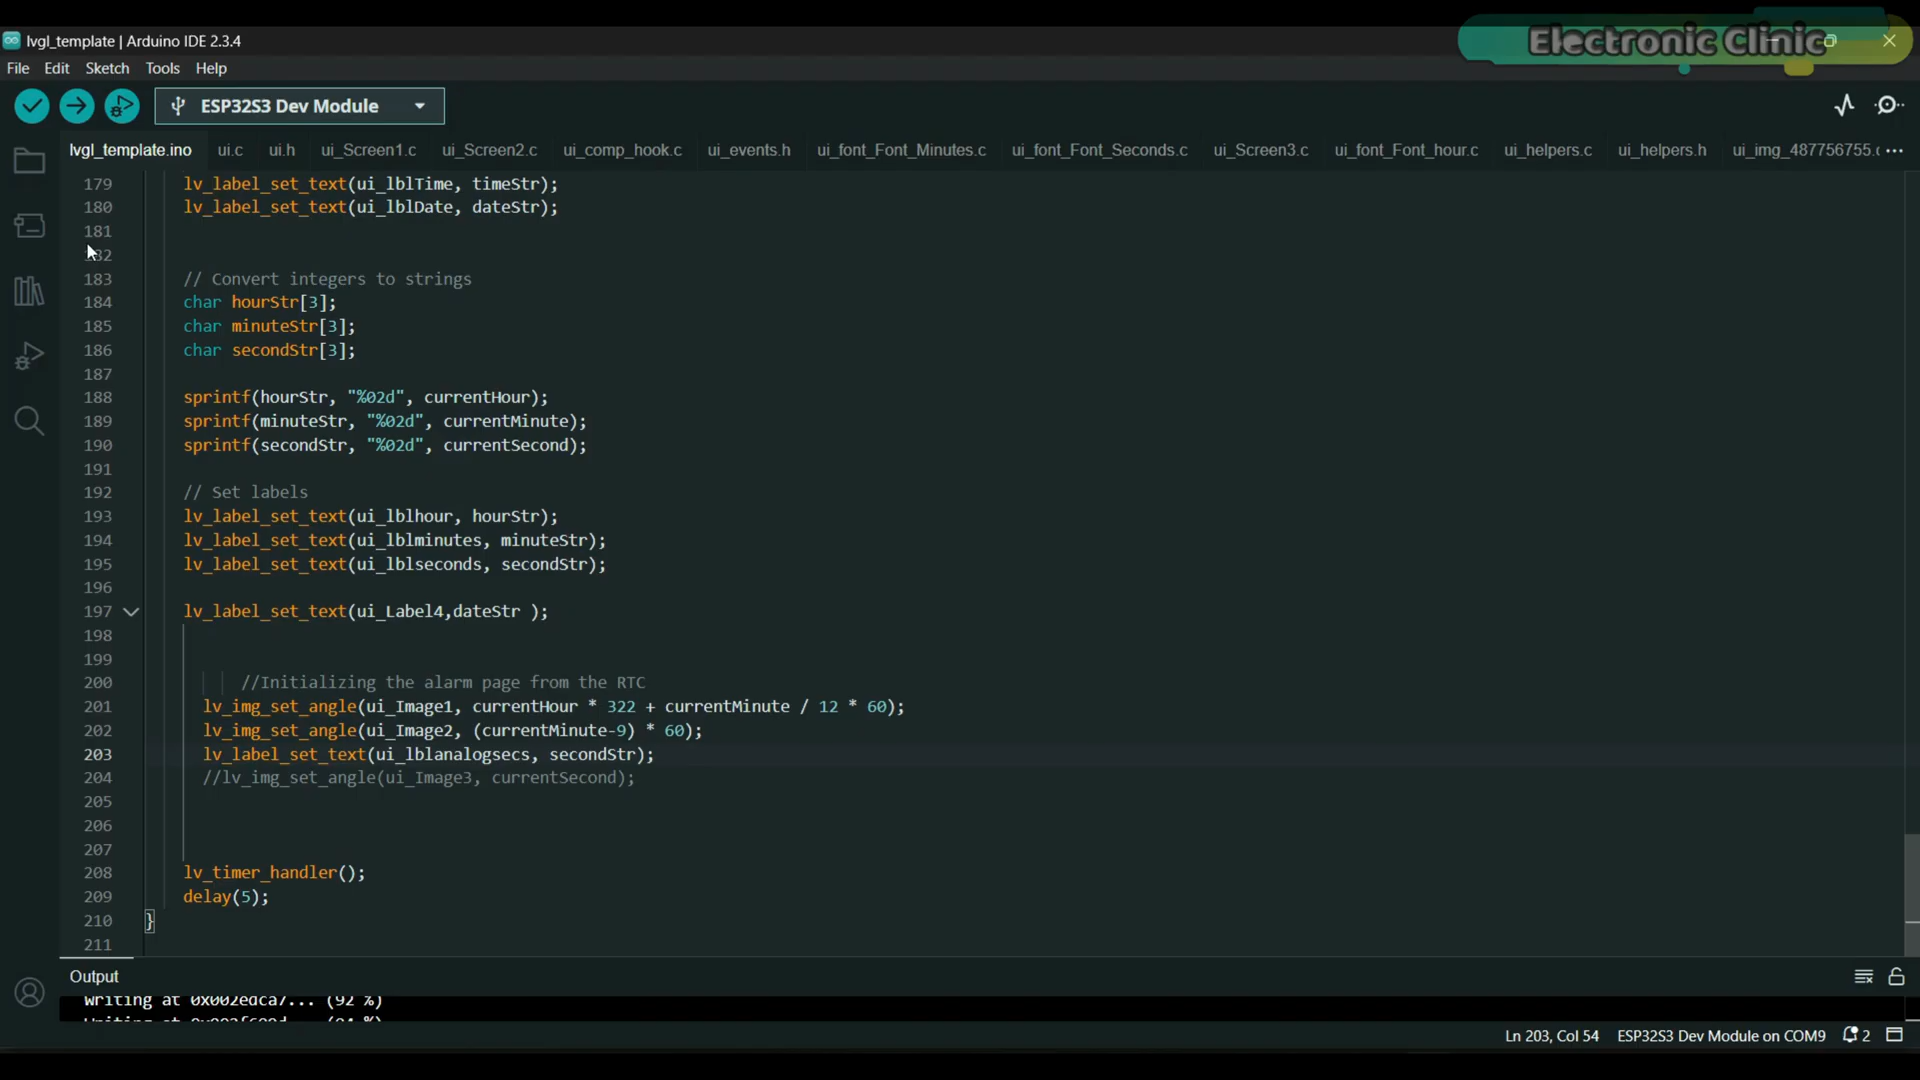 Electronic Clinic
lvgl_template | Arduino IDE 2.3.4
File Edit Sketch Tools Help
ESP32S3 Dev Module
lvgl_template.ino ui.c ui.h ui_Screen1.c ui_Screen2.c ui_comp_hook.c ui_events.h ui_font_Font_Minutes.c ui_font_Font_Seconds.c ui_Screen3.c ui_font_Font_hour.c ui_helpers.c ui_helpers.h ui_img_487756755.c ...
179 lv_label_set_text(ui_lblTime, timeStr);
180 lv_label_set_text(ui_lblDate, dateStr);
181
182
183 // Convert integers to strings
184 char hourStr[3];
185 char minuteStr[3];
186 char secondStr[3];
187
188 sprintf(hourStr, "%02d", currentHour);
189 sprintf(minuteStr, "%02d", currentMinute);
190 sprintf(secondStr, "%02d", currentSecond);
191
192 // Set labels
193 lv_label_set_text(ui_lblhour, hourStr);
194 lv_label_set_text(ui_lblminutes, minuteStr);
195 lv_label_set_text(ui_lblseconds, secondStr);
196
197 lv_label_set_text(ui_Label4,dateStr );
198
199
200 //Initializing the alarm page from the RTC
201 lv_img_set_angle(ui_Image1, currentHour * 322 + currentMinute / 12 * 60);
202 lv_img_set_angle(ui_Image2, (currentMinute-9) * 60);
203 lv_label_set_text(ui_lblanalogsecs, secondStr);
204 //lv_img_set_angle(ui_Image3, currentSecond);
205
206
207
208 lv_timer_handler();
209 delay(5);
210 }
211
Output
Writing at 0x002edca7... (92 %)
Ln 203, Col 54 ESP32S3 Dev Module on COM9 2